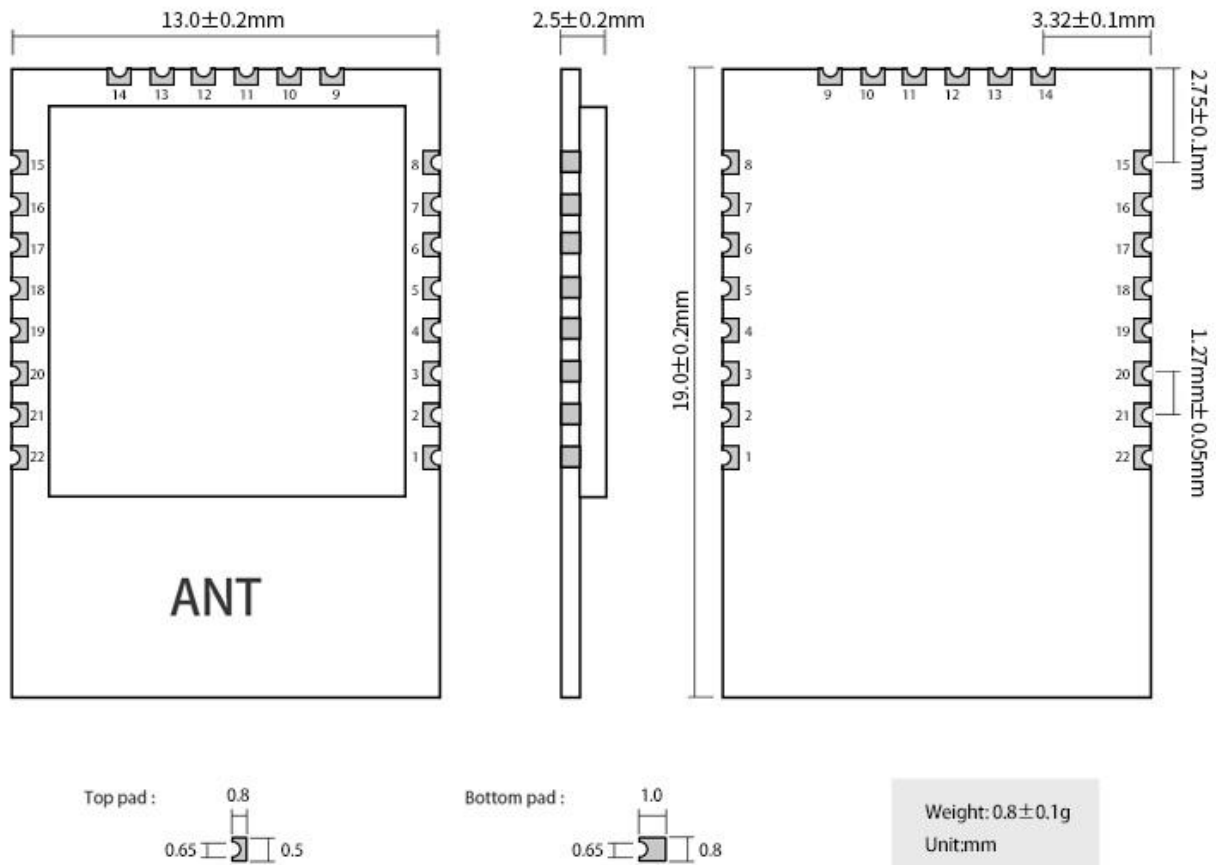 13.0±0.2mm
2.5±0.2mm
3.32±0.1mm
14 13 12 11 10 9
9 10 11 12 13 14
2.75±0.1mm
15 8
8 15
16 7
7 16
17 6
6 17
18 5
5 18
19 4
4 19
20 3
3 20
21 2
2 21
22 1
1 22
19.0±0.2mm
1.27mm±0.05mm
ANT
Top pad :
0.8
0.65
0.5
Bottom pad :
1.0
0.65
0.8
Weight: 0.8±0.1g
Unit:mm